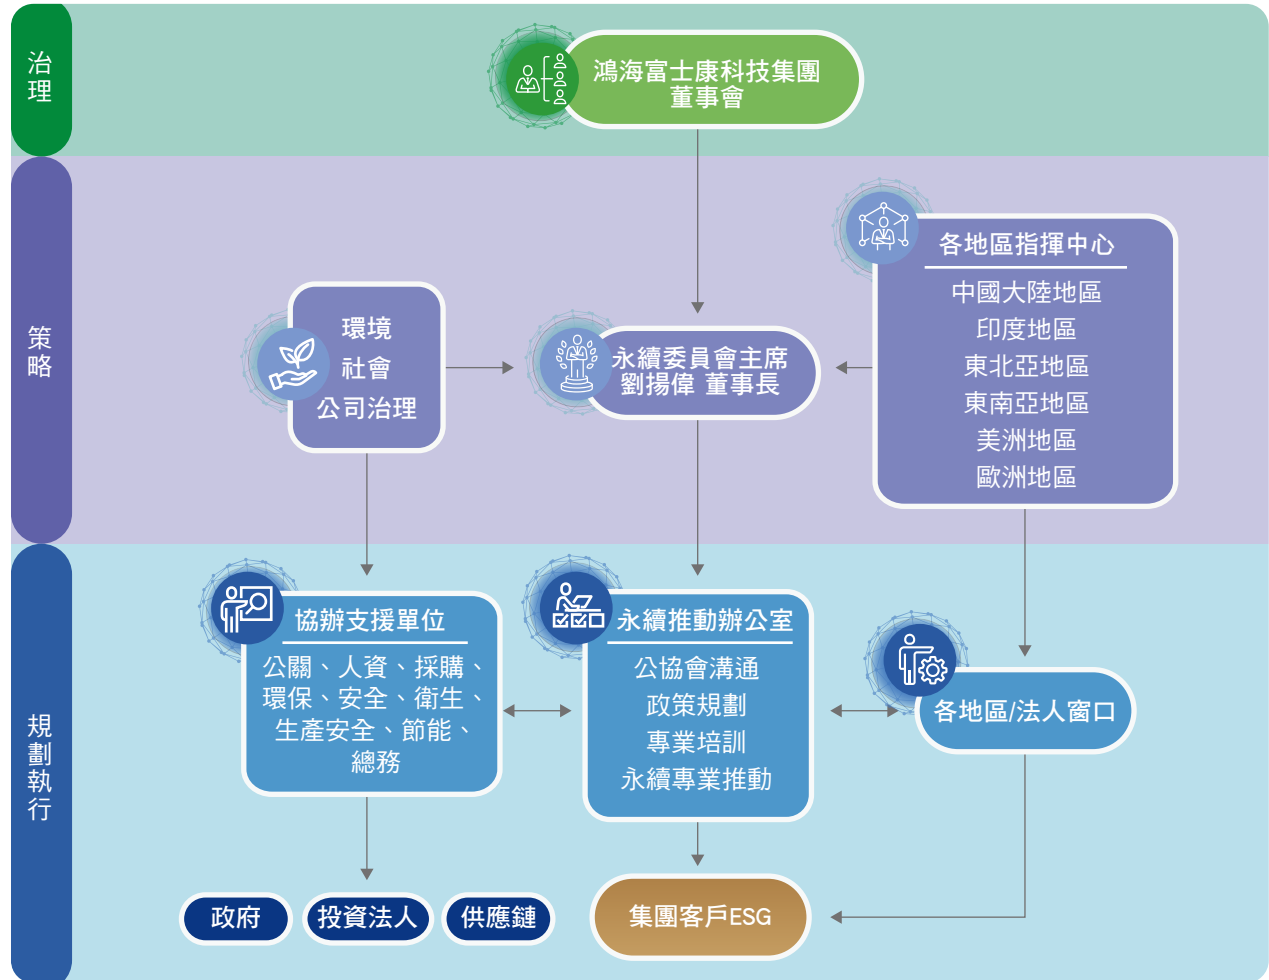 治
理
鴻海富士康科技集團
董事會
策
略
環境
社會
公司治理
永續委員會主席
劉揚偉 董事長
各地區指揮中心
中國大陸地區
印度地區
東北亞地區
東南亞地區
美洲地區
歐洲地區
規
劃
執
行
協辦支援單位
公關、人資、採購、
環保、安全、衛生、
生產安全、節能、
總務
永續推動辦公室
公協會溝通
政策規劃
專業培訓
永續專業推動
各地區/法人窗口
政府
投資法人
供應鏈
集團客戶ESG